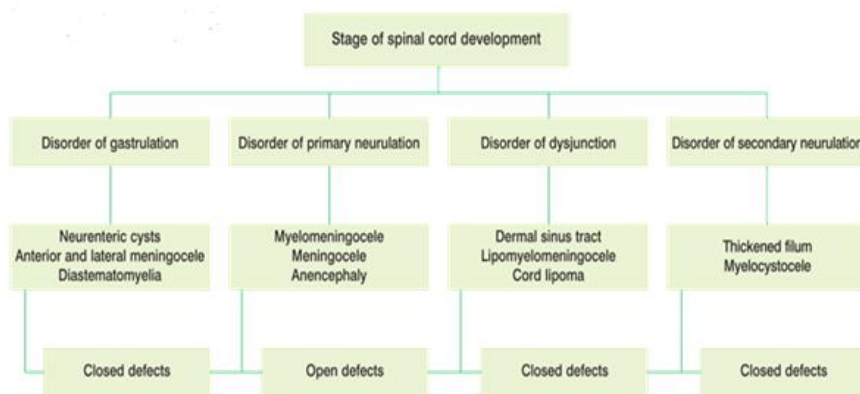 Stage of spinal cord development
Disorder of gastrulation
Disorder of primary neurulation
Disorder of dysjunction
Disorder of secondary neurulation
Neurenteric cysts
Anterior and lateral meningocele
Diastematomyelia
Myelomeningocele
Meningocele
Anencephaly
Dermal sinus tract
Lipomyelomeningocele
Cord lipoma
Thickened filum
Myelocystocele
Closed defects
Open defects
Closed defects
Closed defects